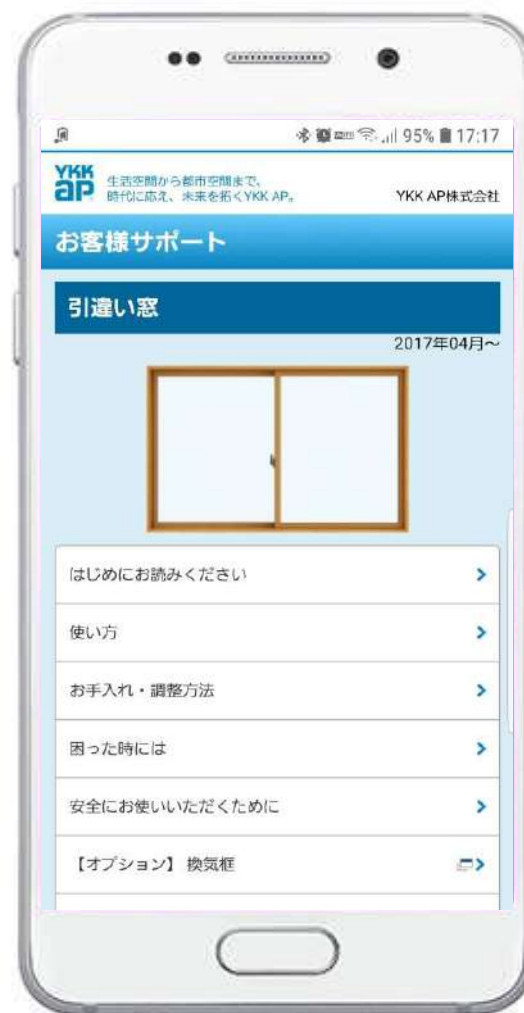 95% 17:17
YKK
ap
生活空間から都市空間まで、
時代に応え、未来を拓くYKK AP。
YKK AP株式会社
お客様サポート
引違い窓
2017年04月～
はじめにお読みください
使い方
お手入れ・調整方法
困った時には
安全にお使いいただくために
【オプション】 換気框